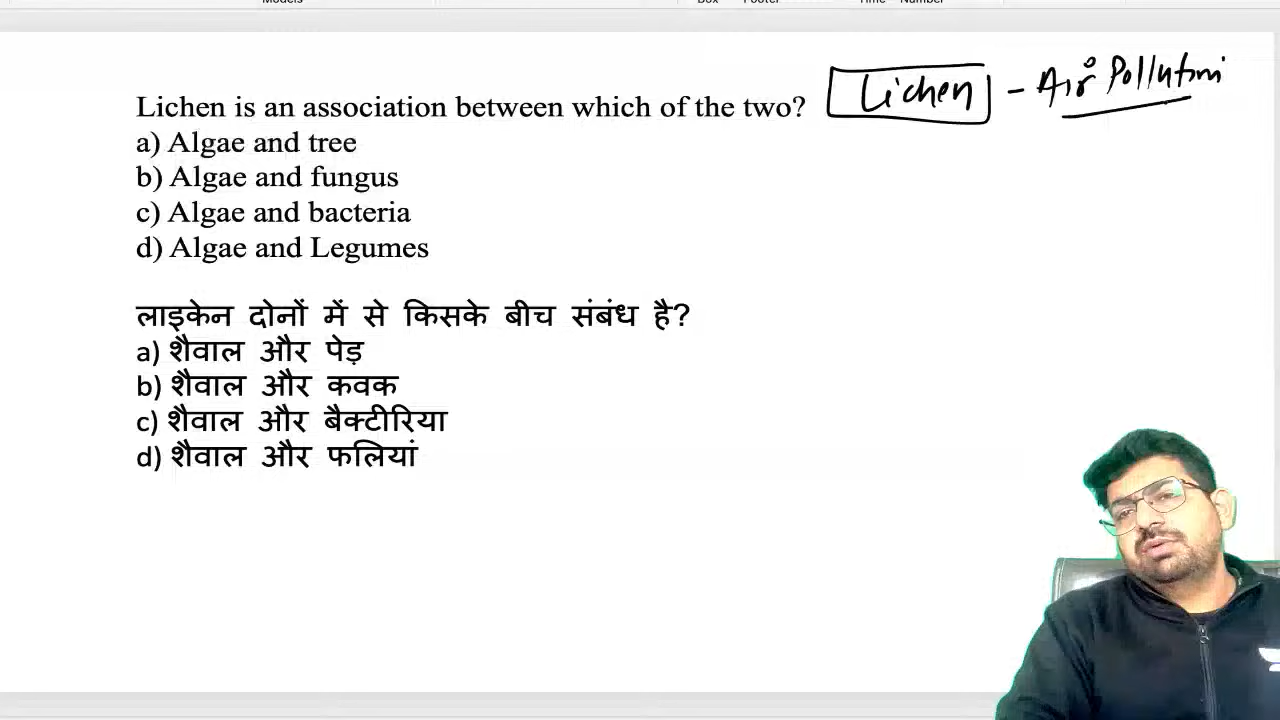 Lichen is an association between which of the two?
Lichen - Air Pollution
a) Algae and tree
b) Algae and fungus
c) Algae and bacteria
d) Algae and Legumes
लाइकेन दोनों में से किसके बीच संबंध है?
a) शैवाल और पेड़
b) शैवाल और कवक
c) शैवाल और बैक्टीरिया
d) शैवाल और फलियां